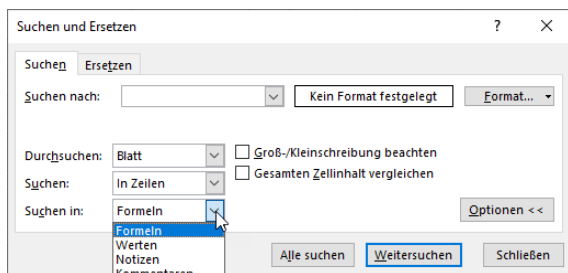 Suchen und Ersetzen ? ×
Suchen Ersetzen
Suchen nach: Kein Format festgelegt Format...
Durchsuchen: Blatt Groß-/Kleinschreibung beachten
Suchen: In Zeilen Gesamten Zellinhalt vergleichen
Suchen in: Formeln Optionen <<
Formeln
Werten
Notizen
Kommentaren
Alle suchen Weitersuchen Schließen